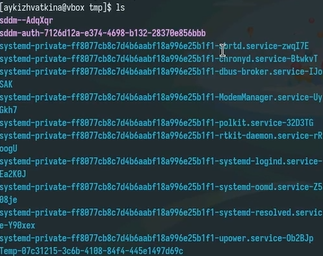 [aykizhvatkina@vbox tmp]$ ls
sddm--AdqXqr
sddm-auth-7126d12a-e374-4698-b132-28370e856bbb
systemd-private-ff8077cb8c7d4b6aabf18a996e25b1f1-abrtd.service-zwqI7E
systemd-private-ff8077cb8c7d4b6aabf18a996e25b1f1-chronyd.service-BtwkvT
systemd-private-ff8077cb8c7d4b6aabf18a996e25b1f1-dbus-broker.service-IJo
SAK
systemd-private-ff8077cb8c7d4b6aabf18a996e25b1f1-ModemManager.service-Uy
Gkh7
systemd-private-ff8077cb8c7d4b6aabf18a996e25b1f1-polkit.service-32D3TG
systemd-private-ff8077cb8c7d4b6aabf18a996e25b1f1-rtkit-daemon.service-rR
oogU
systemd-private-ff8077cb8c7d4b6aabf18a996e25b1f1-systemd-logind.service-
Ea2K0J
systemd-private-ff8077cb8c7d4b6aabf18a996e25b1f1-systemd-oomd.service-Z5
08je
systemd-private-ff8077cb8c7d4b6aabf18a996e25b1f1-systemd-resolved.servic
e-Y90xex
systemd-private-ff8077cb8c7d4b6aabf18a996e25b1f1-upower.service-Ob2BJp
Temp-07c31215-3c6b-4108-84f4-445e1497d69c